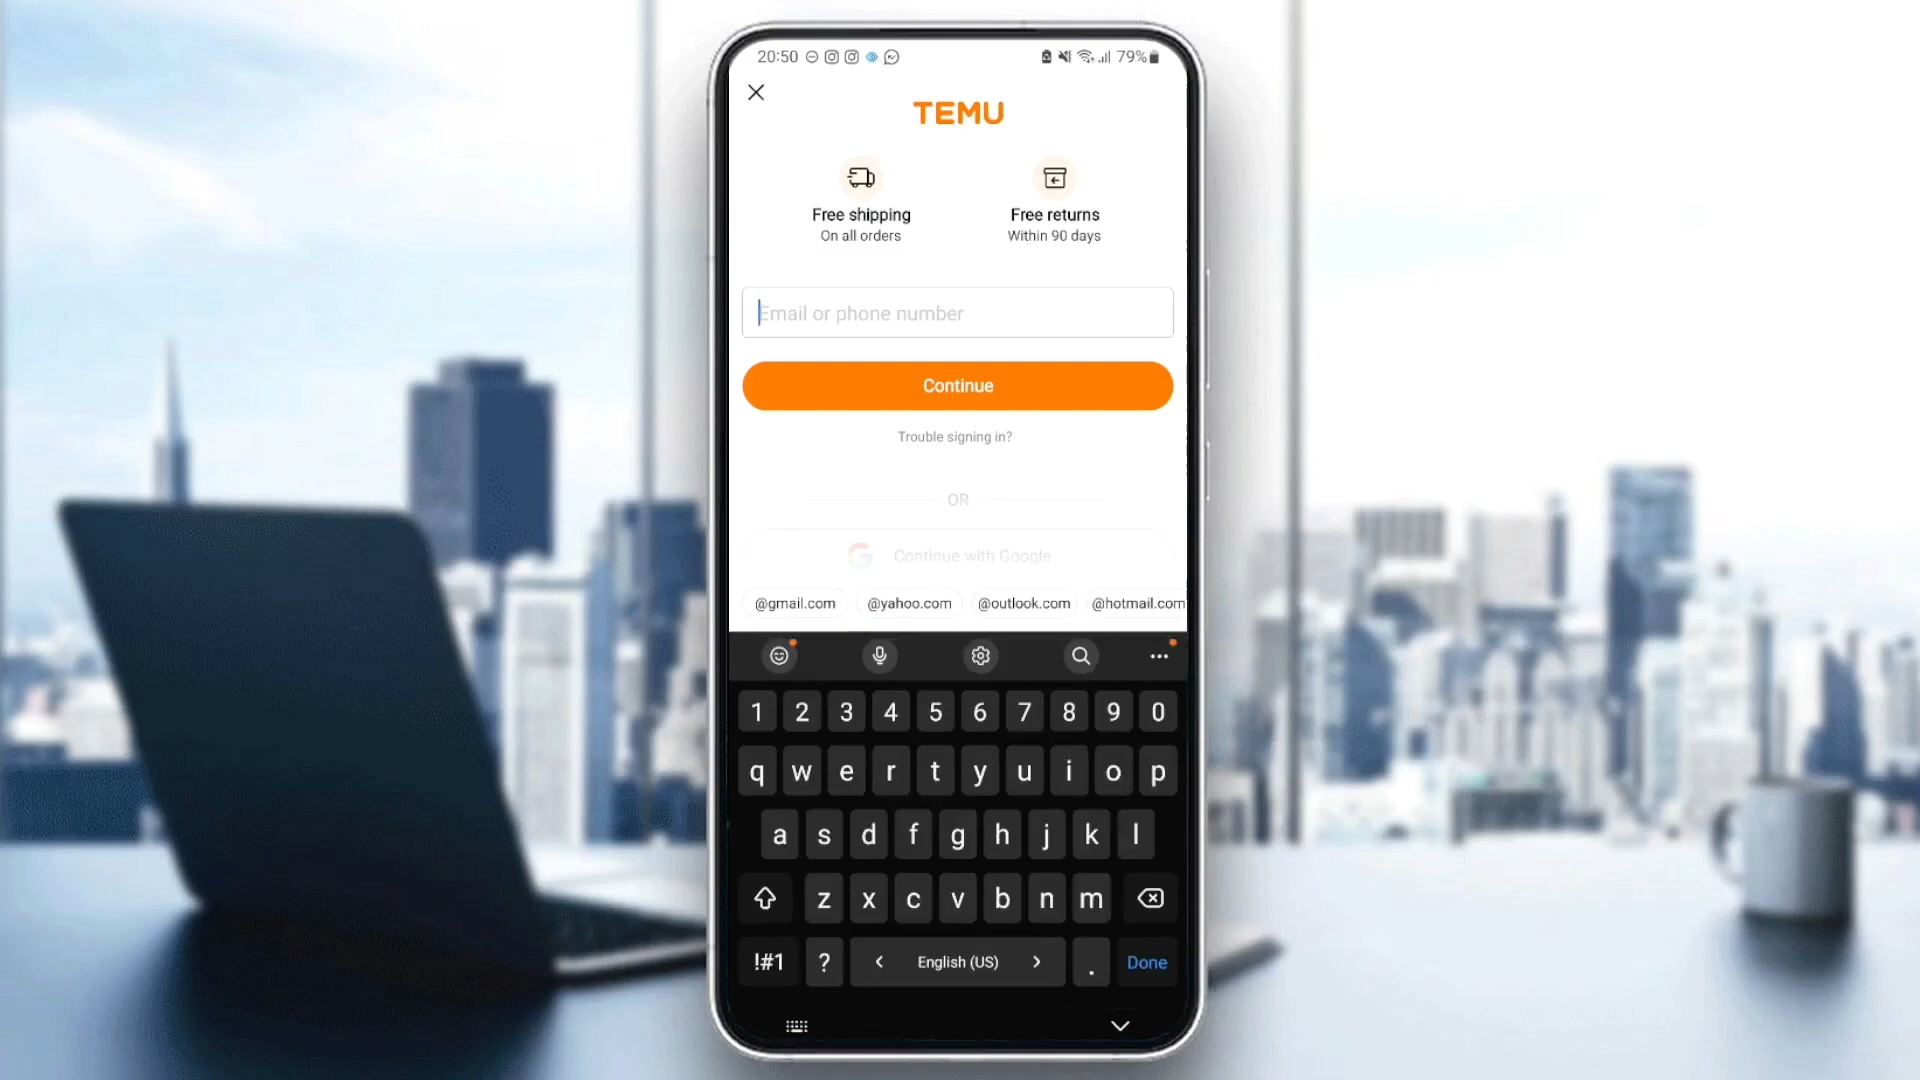 20:50 79%
TEMU
Free shipping Free returns
On all orders Within 90 days
Email or phone number
Continue
Trouble signing in?
OR
Continue with Google
@gmail.com @yahoo.com @outlook.com @hotmail.com
1 2 3 4 5 6 7 8 9 0
q w e r t y u i o p
a s d f g h j k l
z x c v b n m
!#1 ? < English (US) > . Done